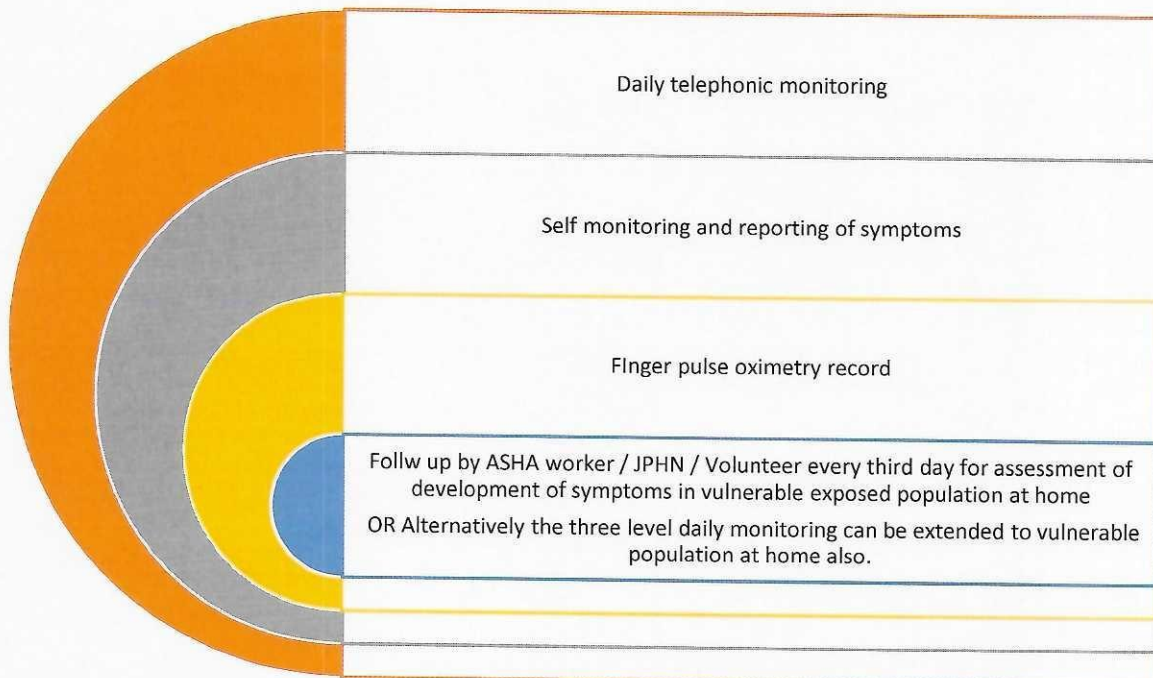 Daily telephonic monitoring
Self monitoring and reporting of symptoms
FInger pulse oximetry record
Follw up by ASHA worker / JPHN / Volunteer every third day for assessment of
development of symptoms in vulnerable exposed population at home
OR Alternatively the three level daily monitoring can be extended to vulnerable
population at home also.